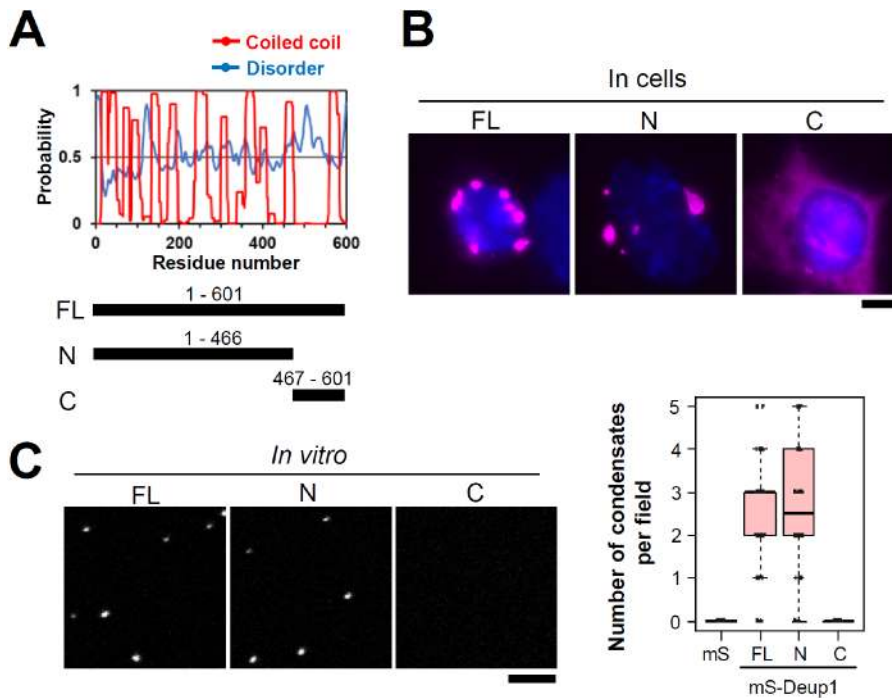 A
Coiled coil
Disorder
Probability
1
0.5
0
0 200 400 600
Residue number
FL 1 - 601
N 1 - 466
C 467 - 601
B
In cells
FL N C
C
In vitro
FL N C
Number of condensates
per field
5
4
3
2
1
0
mS FL N C
mS-Deup1